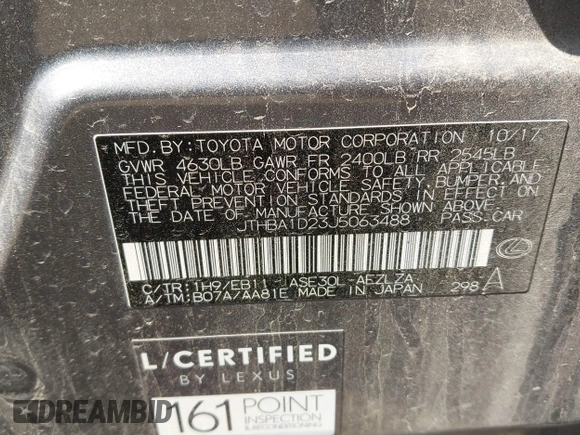 MFD.BY:TOYOTA MOTOR CORPORATION 10/17
GVWR 4630LB GAWR FR 2400LB RR 2545LB
THIS VEHICLE CONFORMS TO ALL APPLICABLE
FEDERAL MOTOR VEHICLE SAFETY,BUMPER,AND
THEFT PREVENTION STANDARDS IN EFFECT
ON THE DATE OF MANUFACTURE SHOWN ABOVE.
JTHBA1D23J5063488 PASS.CAR
C/TR:1H9/EB11 ASE30L-AEZLZA
A/TM:B07A/AA81E MADE IN JAPAN 298 A
L/CERTIFIED
BY LEXUS
161 POINT
INSPECTION
& RECONDITIONING
DREAMBID